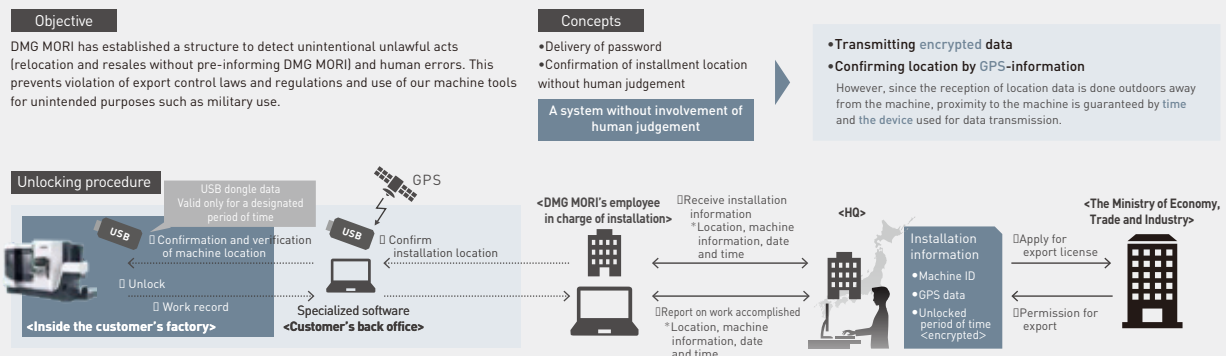 Objective
DMG MORI has established a structure to detect unintentional unlawful acts
(relocation and resales without pre-informing DMG MORI) and human errors. This
prevents violation of export control laws and regulations and use of our machine tools
for unintended purposes such as military use.
Concepts
•Delivery of password
•Confirmation of installment location
without human judgement
A system without involvement of
human judgement
•Transmitting encrypted data
•Confirming location by GPS-information
However, since the reception of location data is done outdoors away
from the machine, proximity to the machine is guaranteed by time
and the device used for data transmission.
Unlocking procedure
USB dongle data
Valid only for a designated
period of time
GPS
USB
USB
Confirmation and verification
of machine location
Unlock
Work record
<Inside the customer's factory>
Confirm
installation location
Specialized software
<Customer's back office>
<DMG MORI's employee
in charge of installation>
Receive installation
information
*Location, machine
information, date
and time
Report on work accomplished
*Location, machine
information, date
and time
<HQ>
Installation
information
•Machine ID
•GPS data
•Unlocked
period of time
<encrypted>
Apply for
export license
Permission for
export
<The Ministry of Economy,
Trade and Industry>